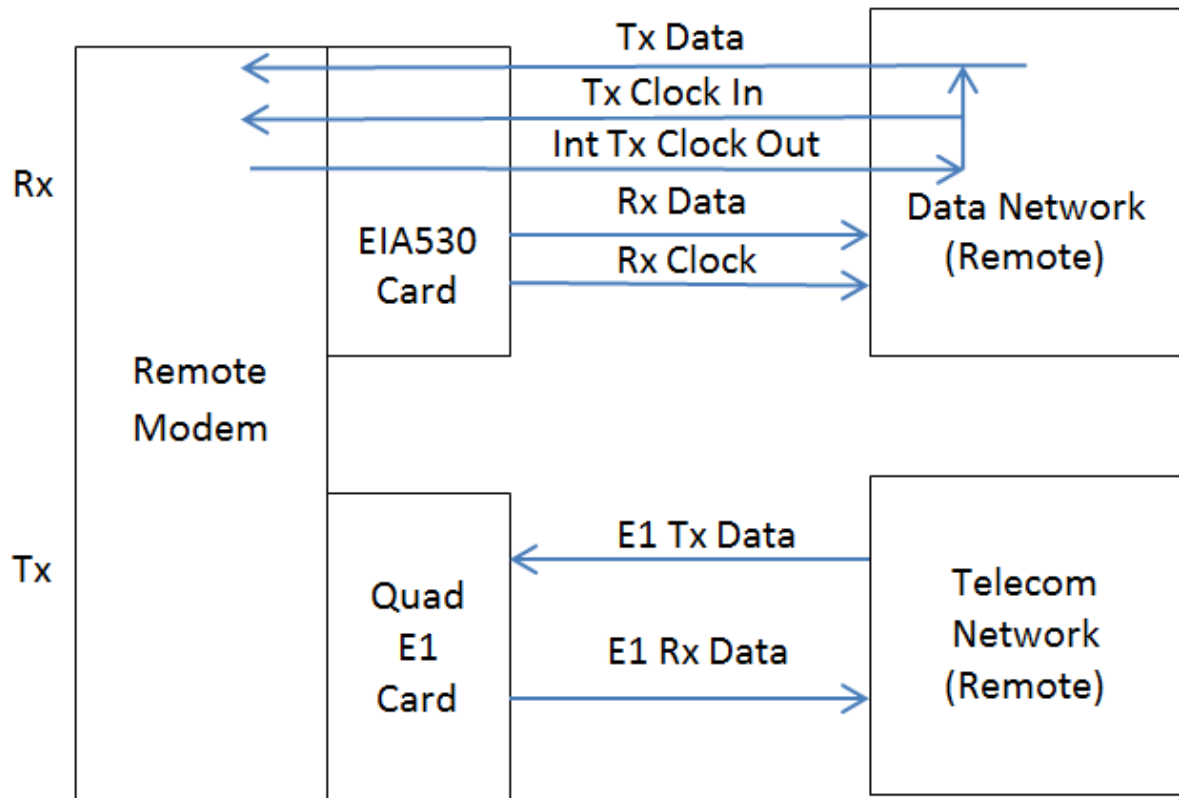 Tx Data
Tx Clock In
Int Tx Clock Out
Rx
Rx Data
Rx Clock
EIA530
Card
Data Network
(Remote)
Remote
Modem
Tx
E1 Tx Data
E1 Rx Data
Quad
E1
Card
Telecom
Network
(Remote)